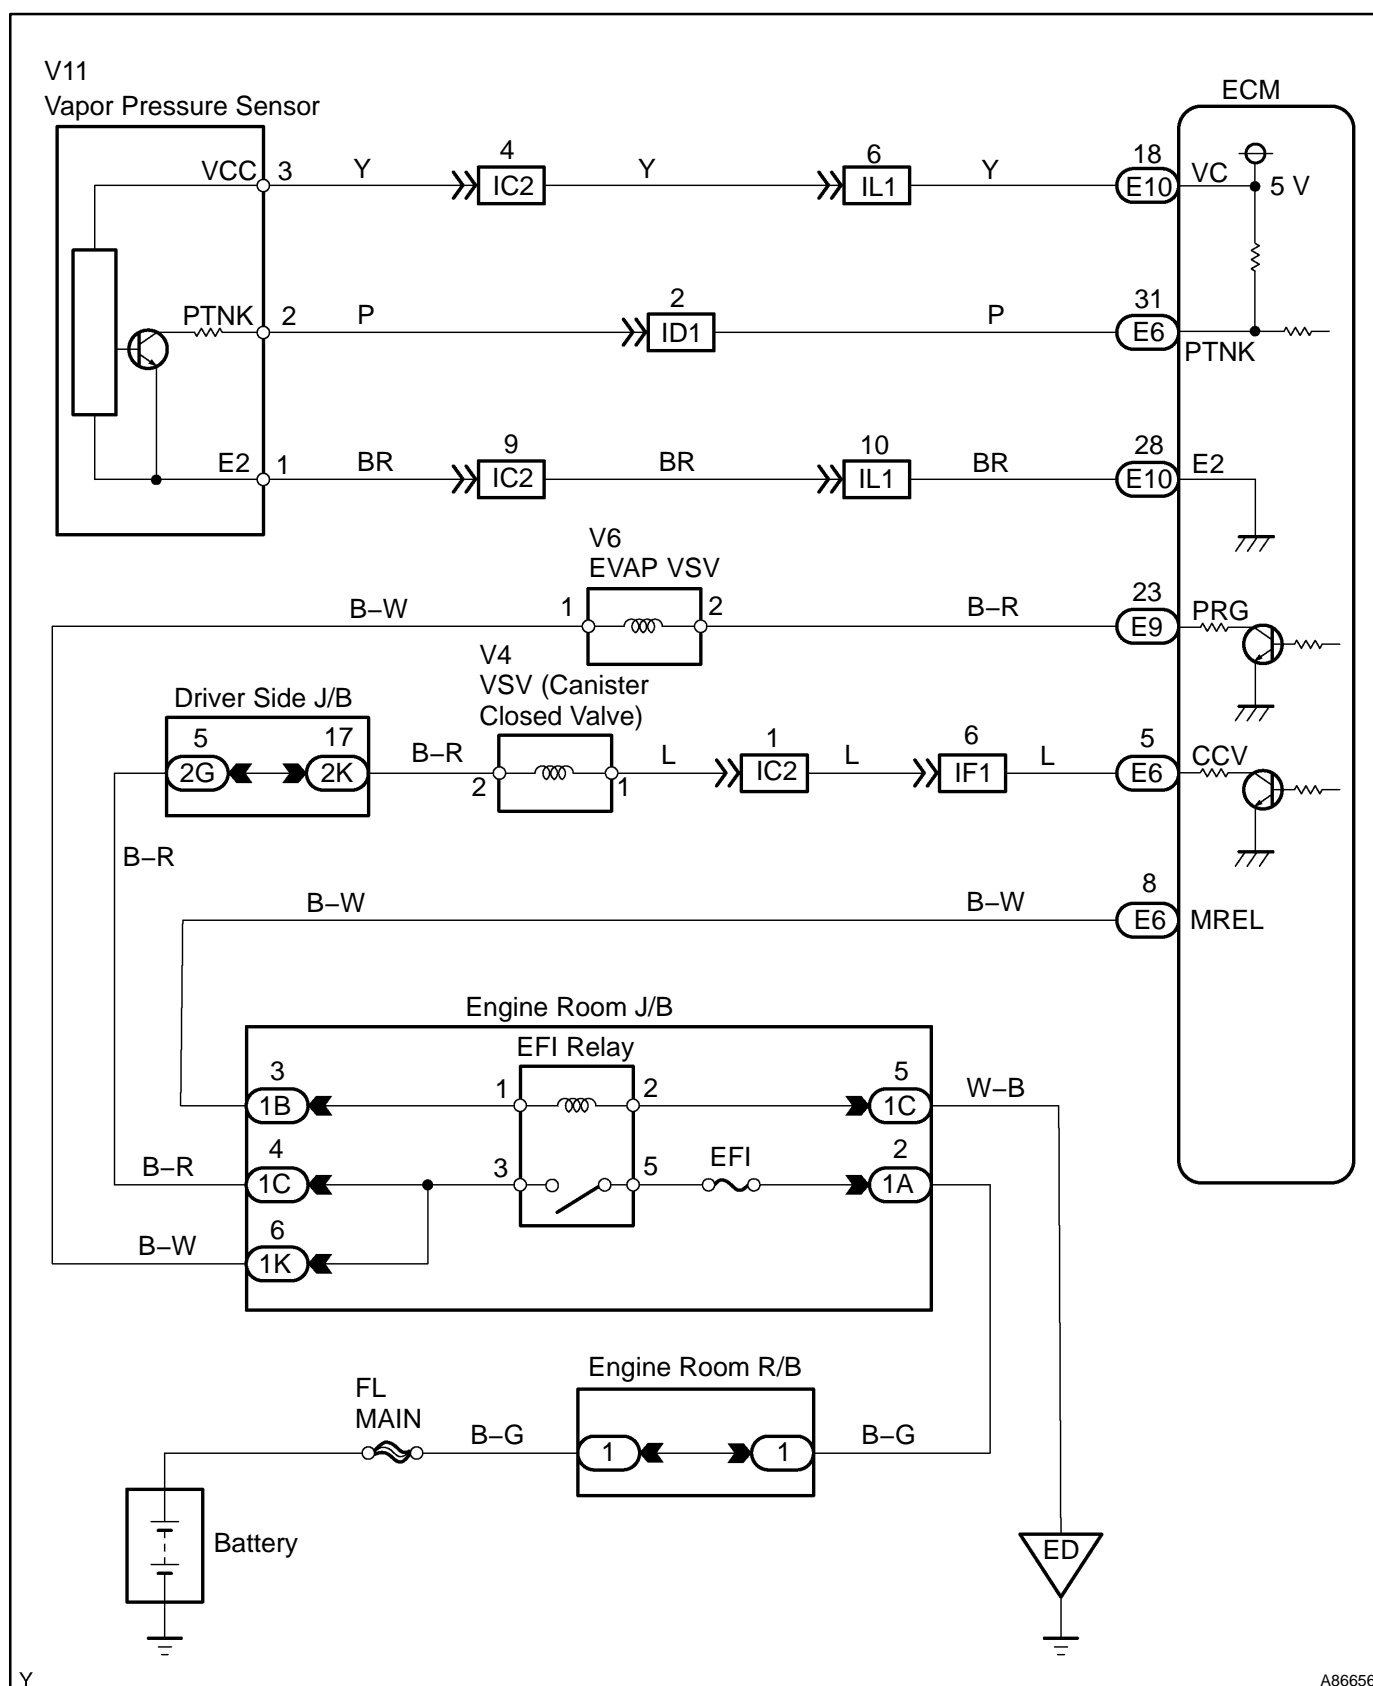 V11
Vapor Pressure Sensor
ECM
VCC 3 Y 4 IC2 Y 6 IL1 Y 18 E10 VC
5 V
PTNK 2 P 2 ID1 P 31 E6
PTNK
E2 1 BR 9 IC2 BR 10 IL1 BR 28 E10 E2
V6
EVAP VSV
B–W 1 2 B–R 23 E9 PRG
V4
VSV (Canister
Closed Valve)
Driver Side J/B
5 2G 17 2K B–R 2 1 L 1 IC2 L 6 IF1 L 5 E6 CCV
B–R
B–W B–W 8 E6 MREL
Engine Room J/B
EFI Relay
3 1B 1 2 5 1C W–B
B–R 4 1C 3 5 EFI 2 1A
B–W 6 1K
Engine Room R/B
FL
MAIN
B–G 1 1 B–G
Battery
ED
Y
A86656